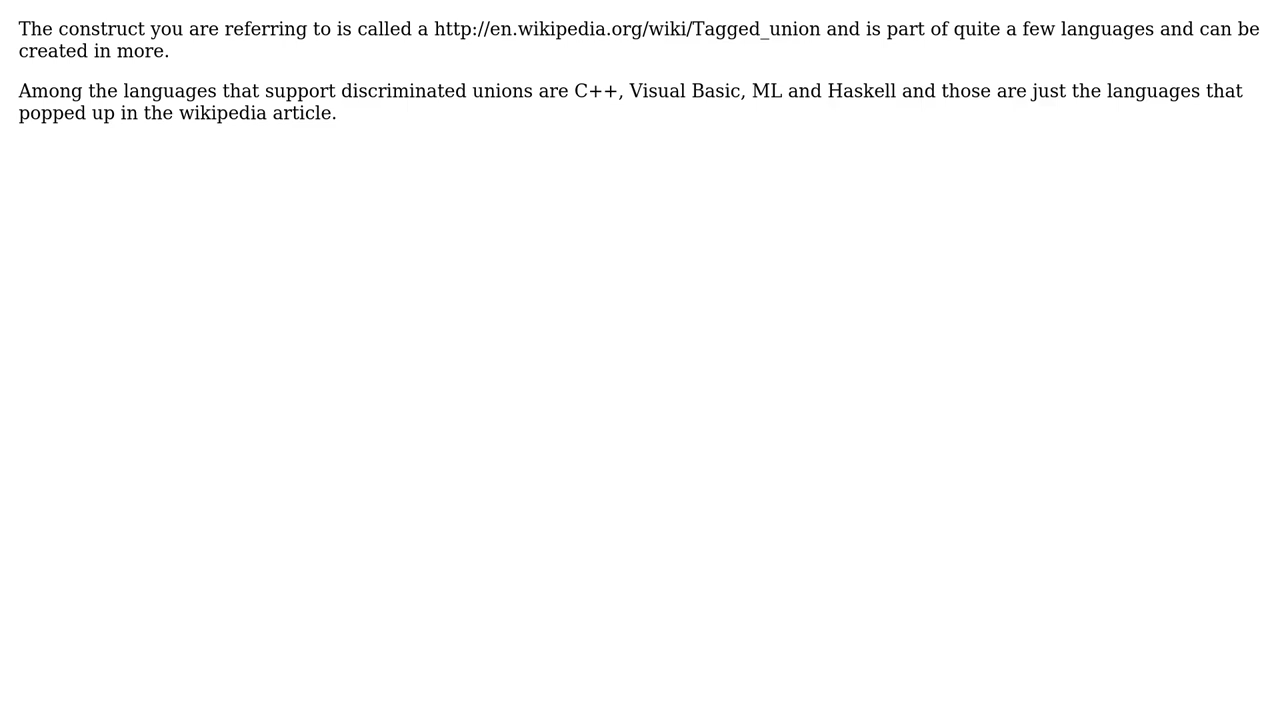 The construct you are referring to is called a http://en.wikipedia.org/wiki/Tagged_union and is part of quite a few languages and can be
created in more.
Among the languages that support discriminated unions are C++, Visual Basic, ML and Haskell and those are just the languages that
popped up in the wikipedia article.